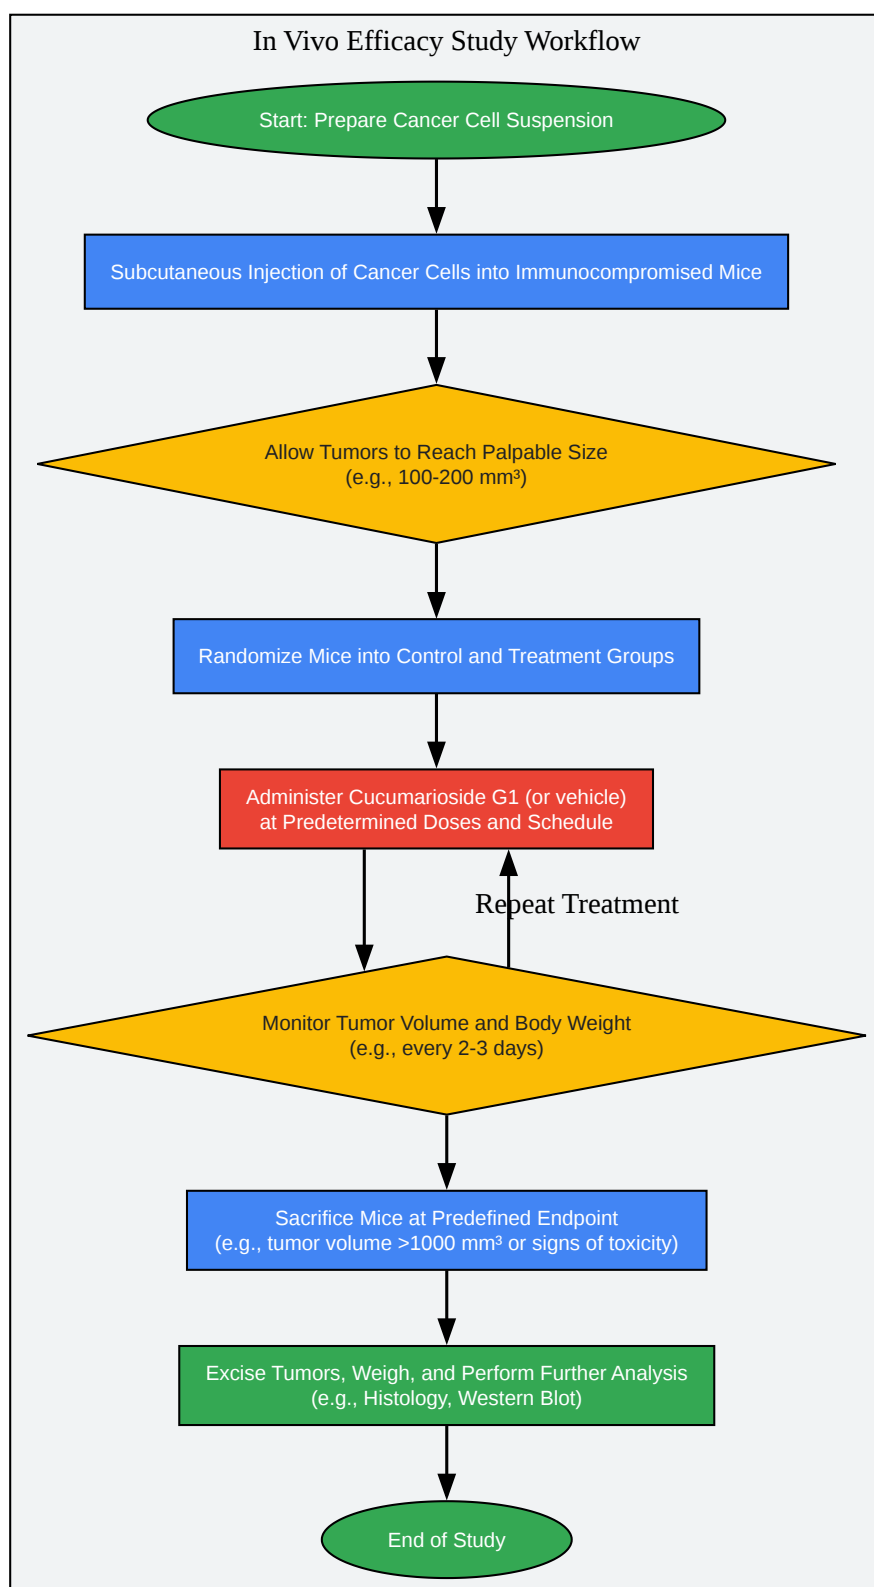 In Vivo Efficacy Study Workflow
Start: Prepare Cancer Cell Suspension
Subcutaneous Injection of Cancer Cells into Immunocompromised Mice
Allow Tumors to Reach Palpable Size
(e.g., 100-200 mm³)
Randomize Mice into Control and Treatment Groups
Administer Cucumarioside G1 (or vehicle)
at Predetermined Doses and Schedule
Repeat Treatment
Monitor Tumor Volume and Body Weight
(e.g., every 2-3 days)
Sacrifice Mice at Predefined Endpoint
(e.g., tumor volume >1000 mm³ or signs of toxicity)
Excise Tumors, Weigh, and Perform Further Analysis
(e.g., Histology, Western Blot)
End of Study